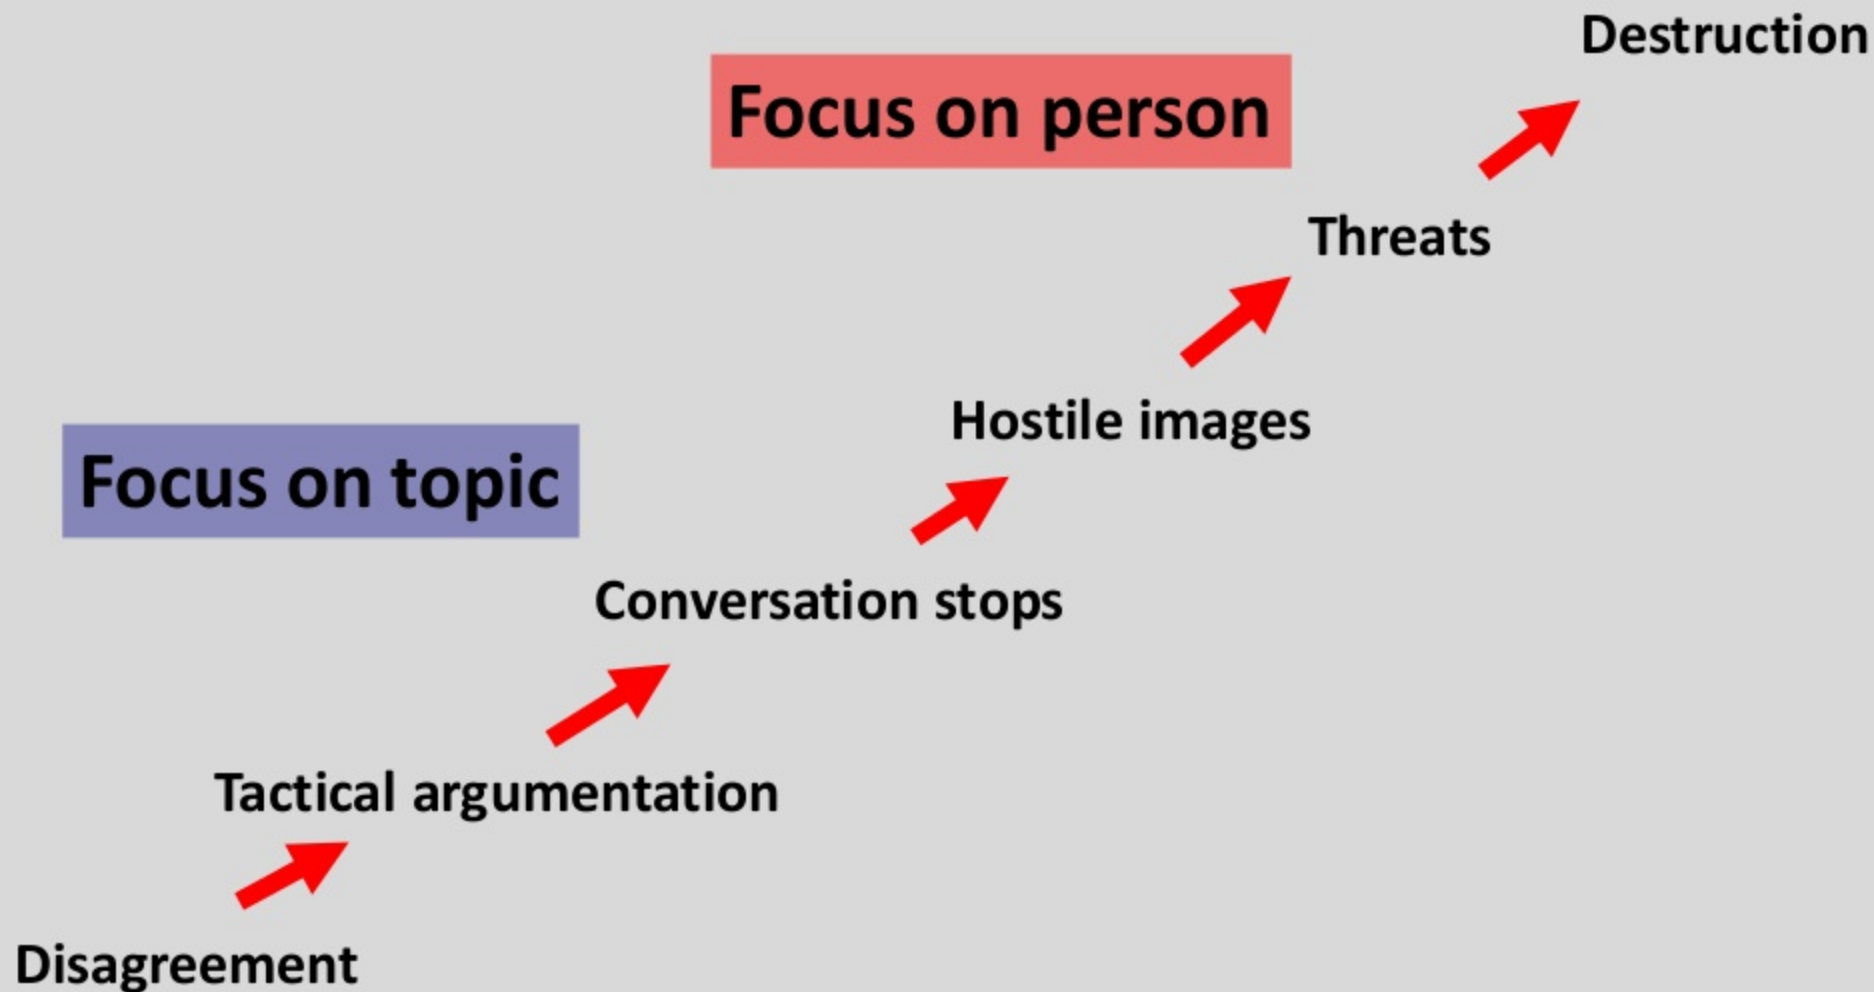 Destruction
Focus on person
Threats
Hostile images
Focus on topic
Conversation stops
Tactical argumentation
Disagreement